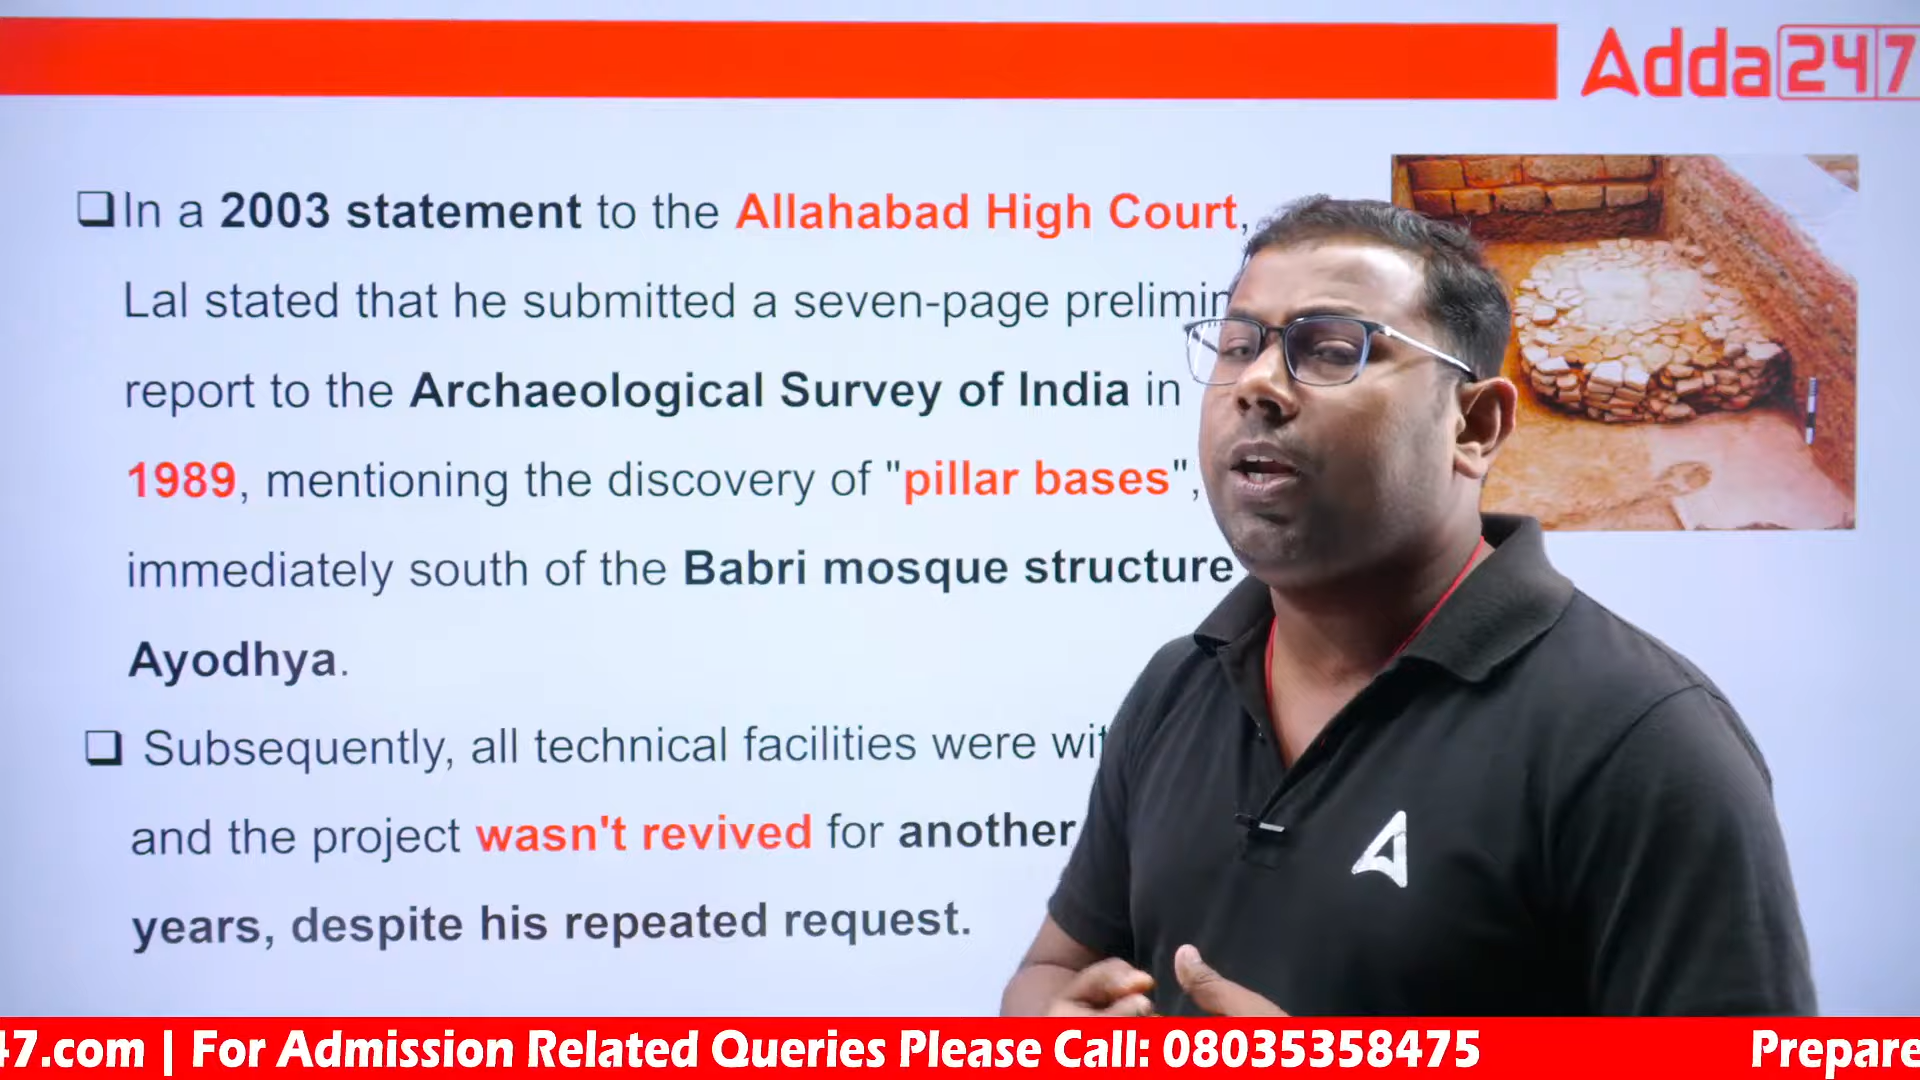 Adda247
In a 2003 statement to the Allahabad High Court,
Lal stated that he submitted a seven-page
report to the Archaeological Survey of India in
1989, mentioning the discovery of "pillar bases",
immediately south of the Babri mosque structure
Ayodhya.
Subsequently, all technical facilities were
and the project wasn't revived for another
years, despite his repeated request.
47.com | For Admission Related Queries Please Call: 08035358475 Prepare